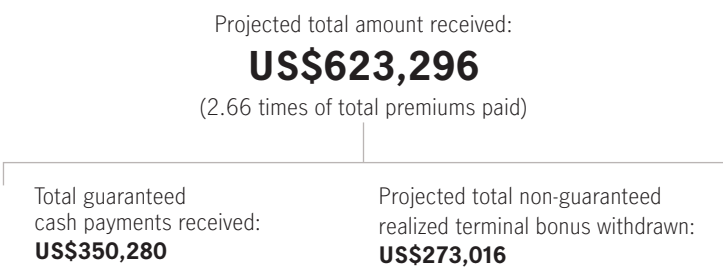 Projected total amount received:
US$623,296
(2.66 times of total premiums paid)
Total guaranteed
cash payments received:
US$350,280
Projected total non-guaranteed
realized terminal bonus withdrawn:
US$273,016